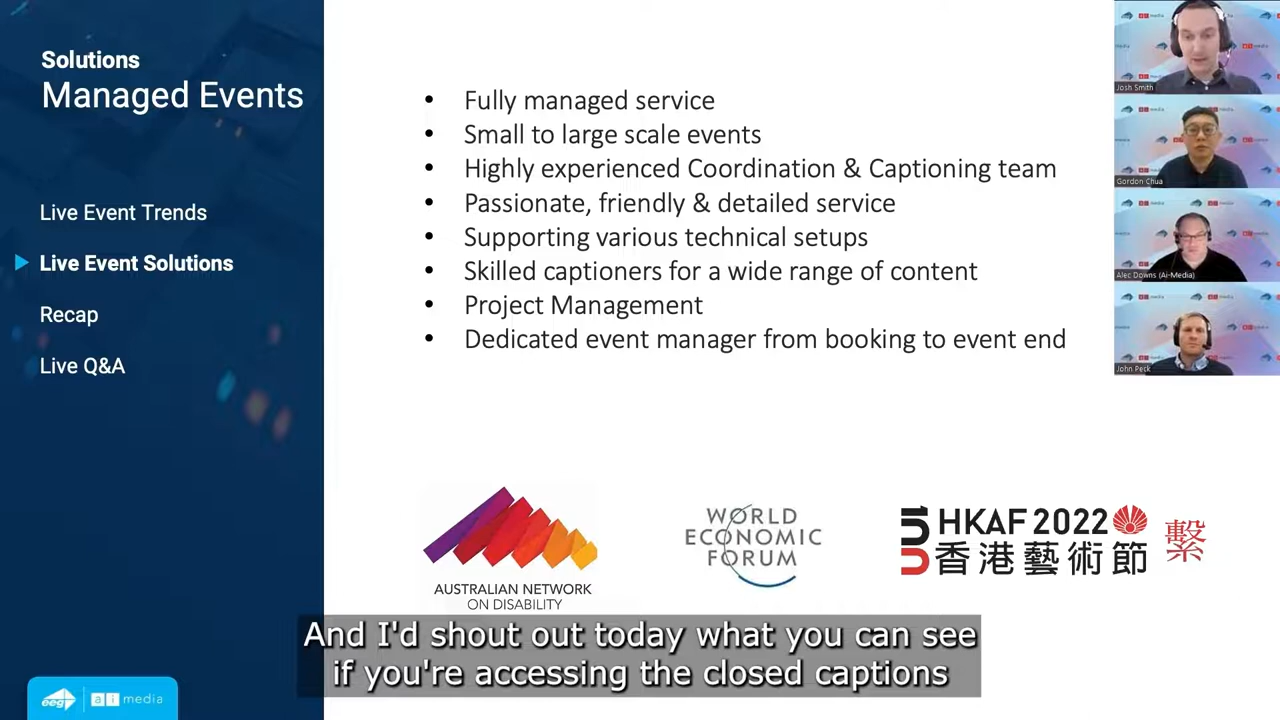 Solutions
Managed Events
Live Event Trends
Live Event Solutions
Recap
Live Q&A
eeg
ai media
• Fully managed service
• Small to large scale events
• Highly experienced Coordination & Captioning team
• Passionate, friendly & detailed service
• Supporting various technical setups
• Skilled captioners for a wide range of content
• Project Management
• Dedicated event manager from booking to event end
AUSTRALIAN NETWORK
ON DISABILITY
WORLD
ECONOMIC
FORUM
50
HKAF 2022
香港藝術節
繫
Josh Smith
Gordon Chua
Alec Downs (Ai-Media)
John Peck
And I'd shout out today what you can see
if you're accessing the closed captions